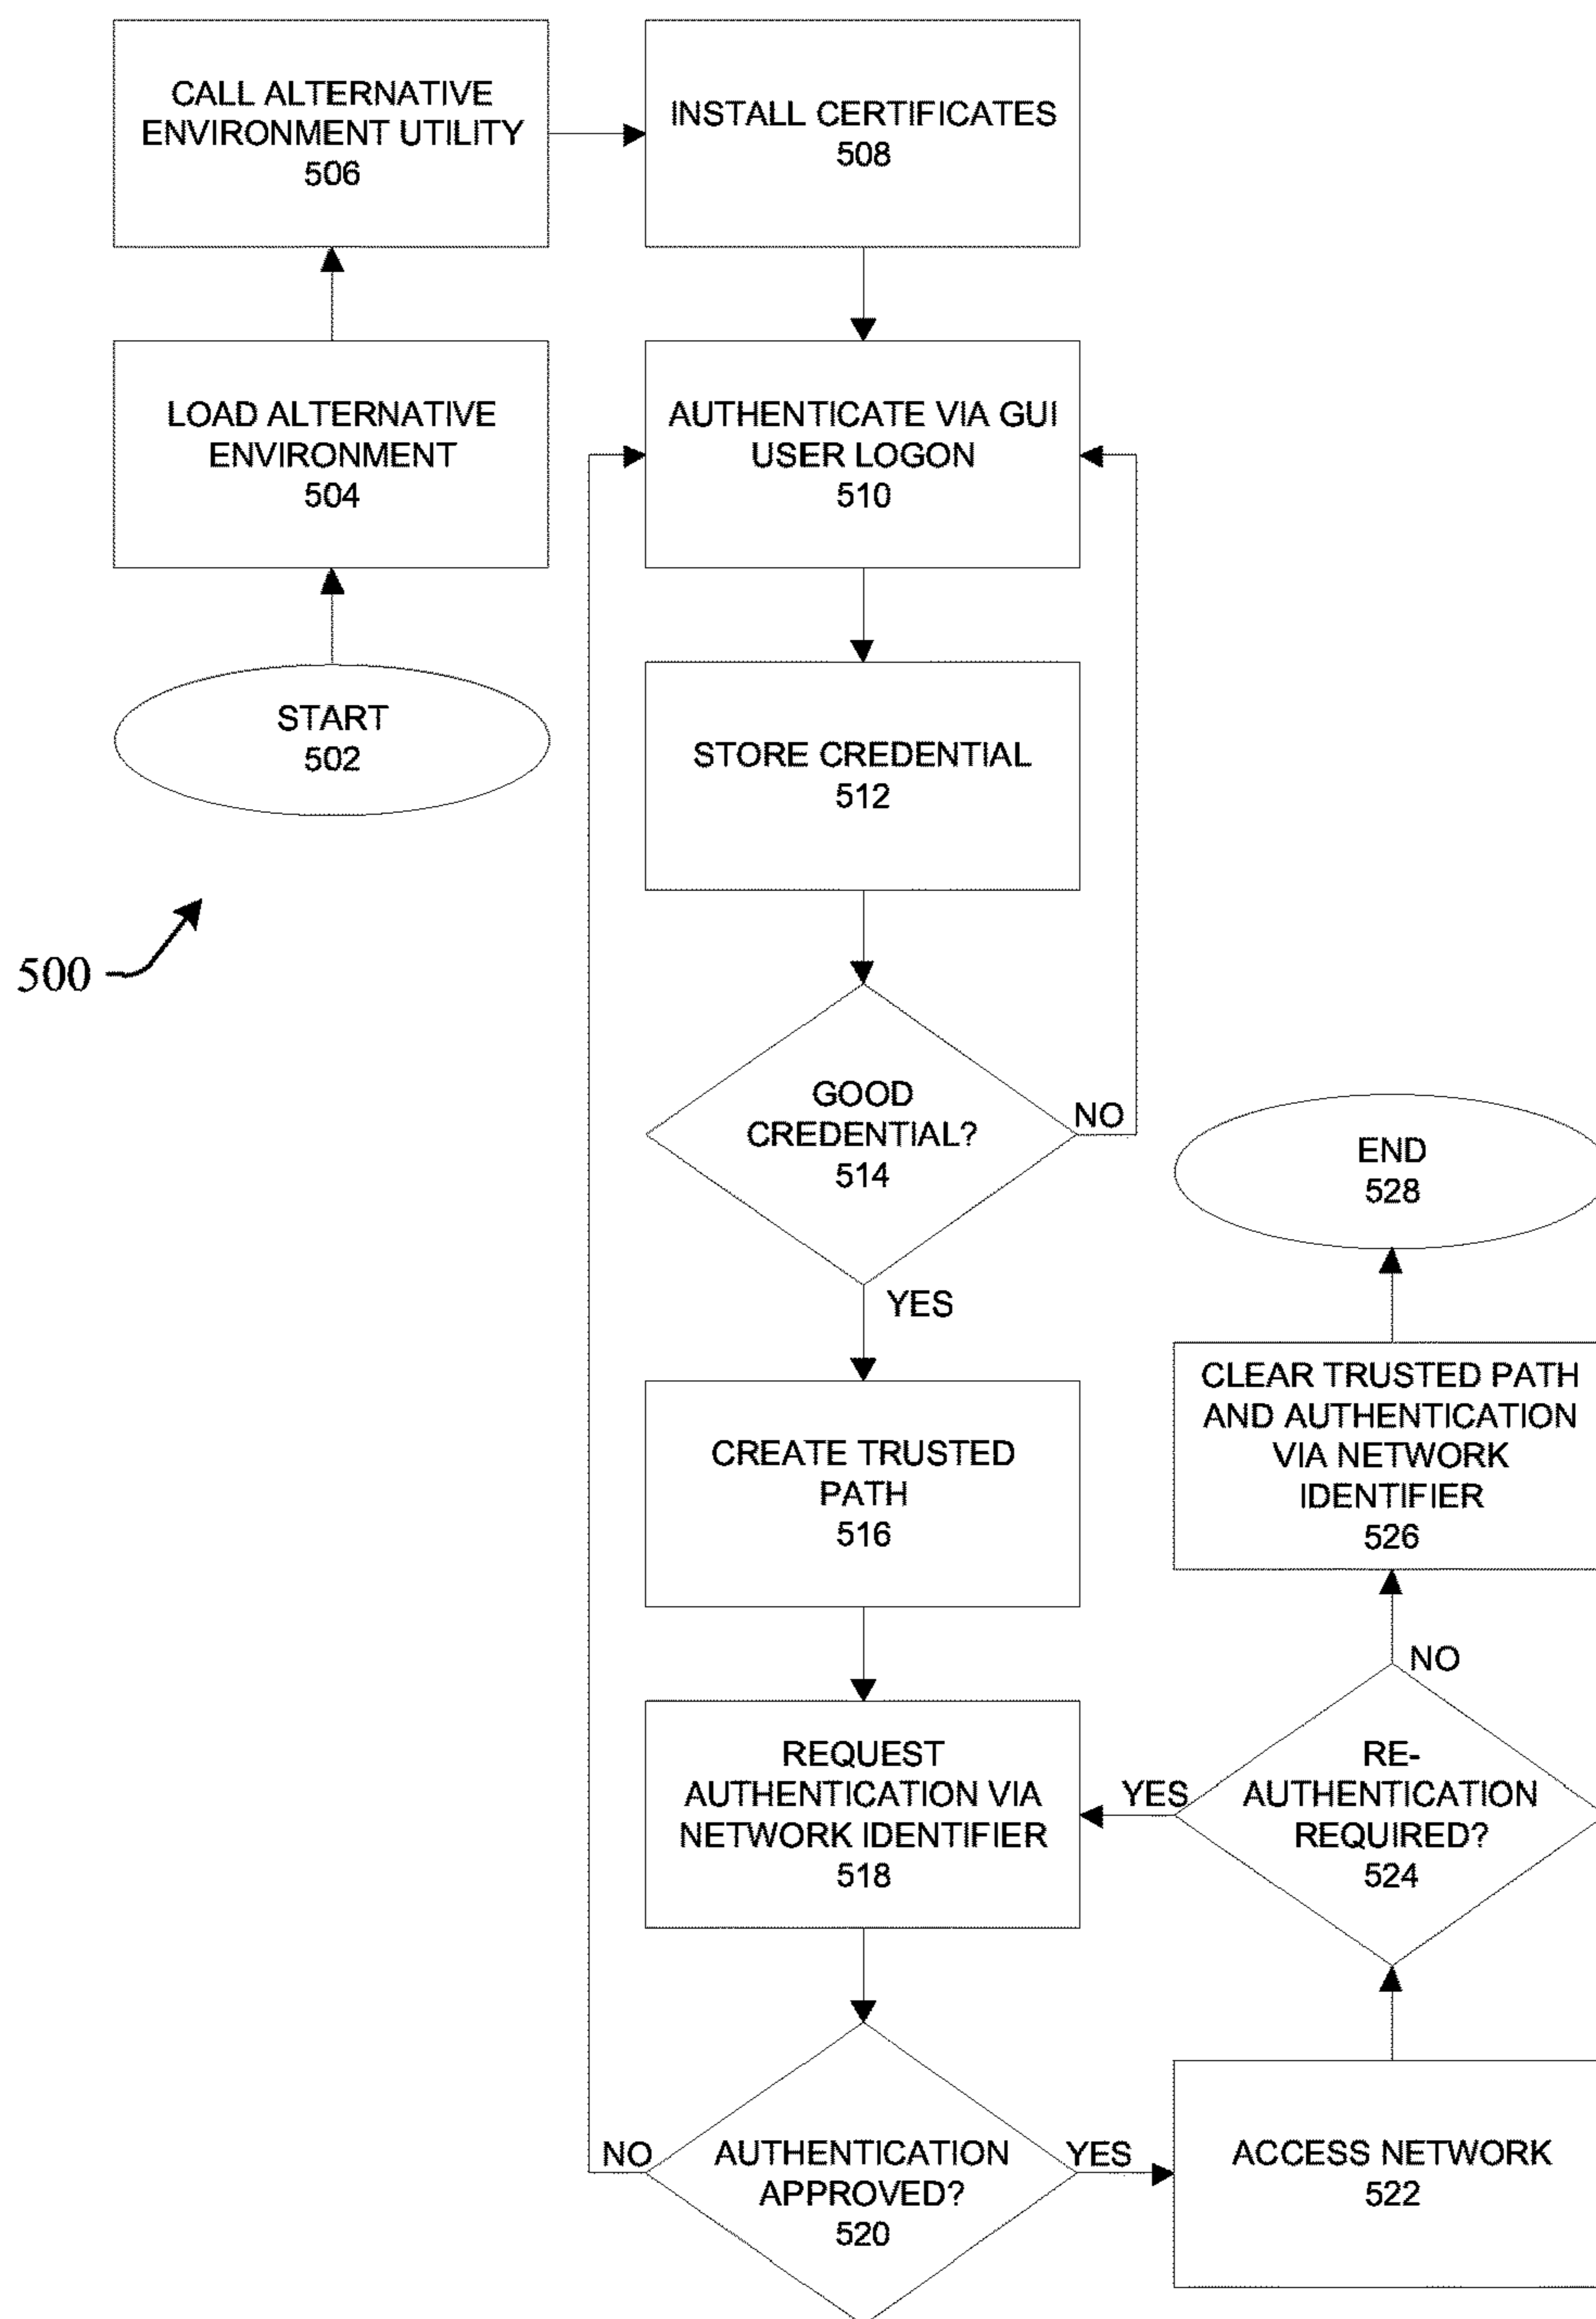 CALL ALTERNATIVE
ENVIRONMENT UTILITY
506
INSTALL CERTIFICATES
508
LOAD ALTERNATIVE
ENVIRONMENT
504
AUTHENTICATE VIA GUI
USER LOGON
510
START
502
STORE CREDENTIAL
512
500
GOOD
CREDENTIAL?
514
NO
YES
END
528
CREATE TRUSTED
PATH
516
CLEAR TRUSTED PATH
AND AUTHENTICATION
VIA NETWORK
IDENTIFIER
526
NO
REQUEST
AUTHENTICATION VIA
NETWORK IDENTIFIER
518
YES
RE-
AUTHENTICATION
REQUIRED?
524
NO
AUTHENTICATION
APPROVED?
520
YES
ACCESS NETWORK
522